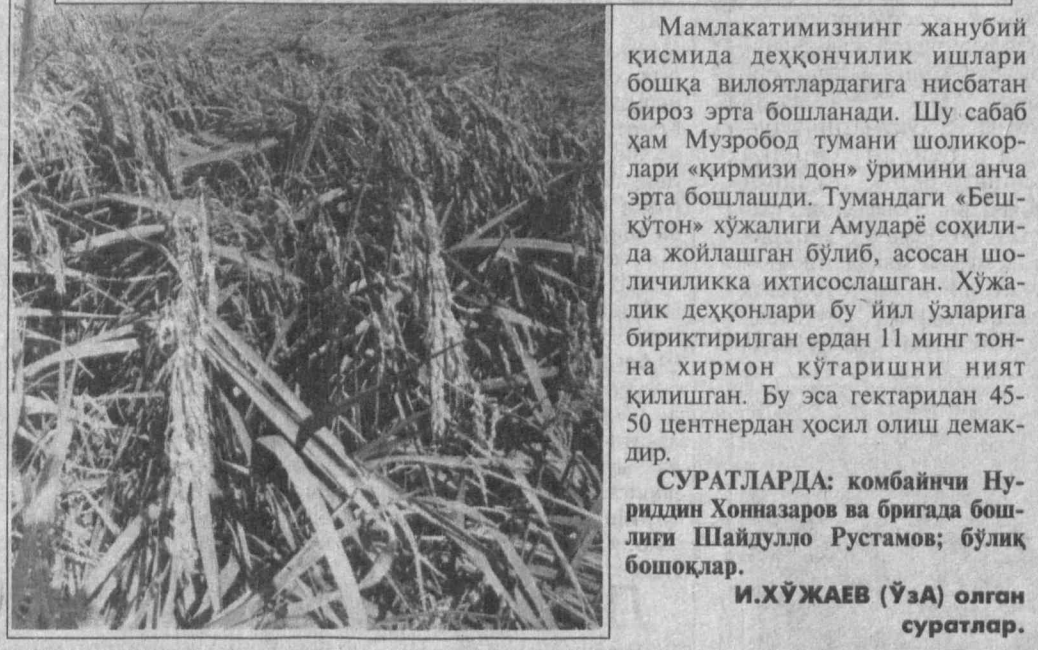 Мамлакатимизнинг жанубий
қисмида деҳқончилик ишлари
бошқа вилоятлардагига нисбатан
бироз эрта бошланади. Шу сабаб
ҳам Музробод тумани шоликор-
лари «қирмизи дон» ўримини анча
эрта бошлашди. Тумандаги «Беш-
қўтон» хўжалиги Амударё соҳили-
да жойлашган бўлиб, асосан шо-
личиликка ихтисослашган. Хўжа-
лик деҳқонлари бу йил ўзларига
бириктирилган ердан 11 минг тон-
на хирмон кўтаришни ният
қилишган. Бу эса гектаридан 45-
50 центнердан ҳосил олиш демак-
дир.
СУРАТЛАРДА: комбайнчи Ну-
риддин Хонназаров ва бригада бош-
лиғи Шайдулло Рустамов; бўлиқ
бошоқлар.
И.ХЎЖАЕВ (ЎзА) олган
суратлар.